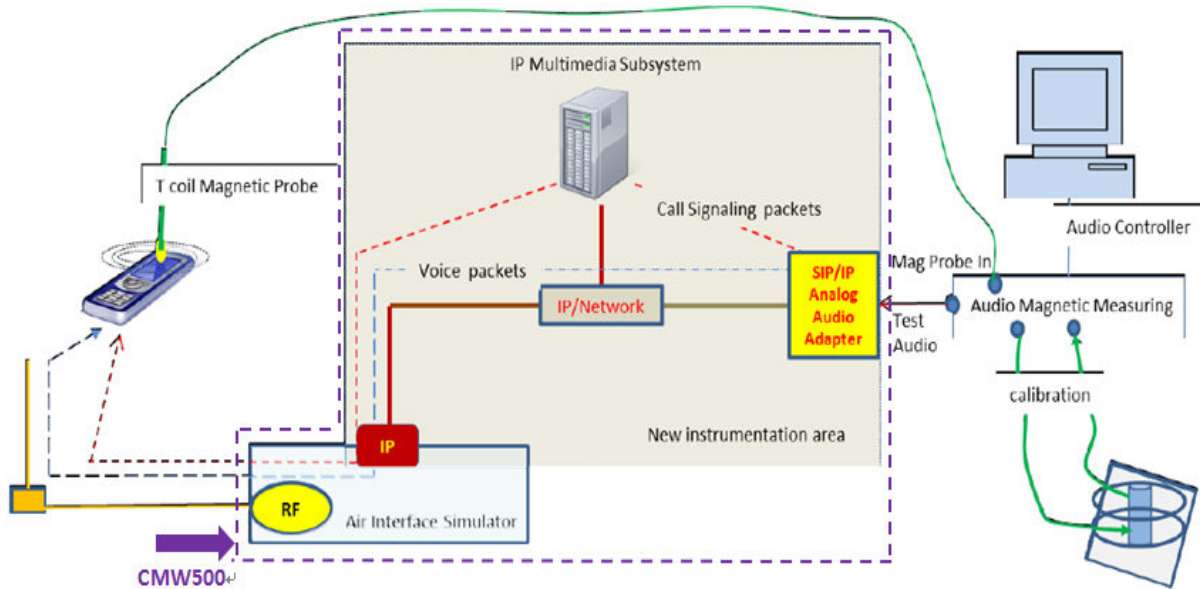 IP Multimedia Subsystem
T coil Magnetic Probe
Call Signaling packets
Audio Controller
Voice packets
Mag Probe In
SIP/IP
Analog
Audio
Adapter
IP/Network
Audio Magnetic Measuring
Test
Audio
calibration
New instrumentation area
IP
RF
Air Interface Simulator
CMW500